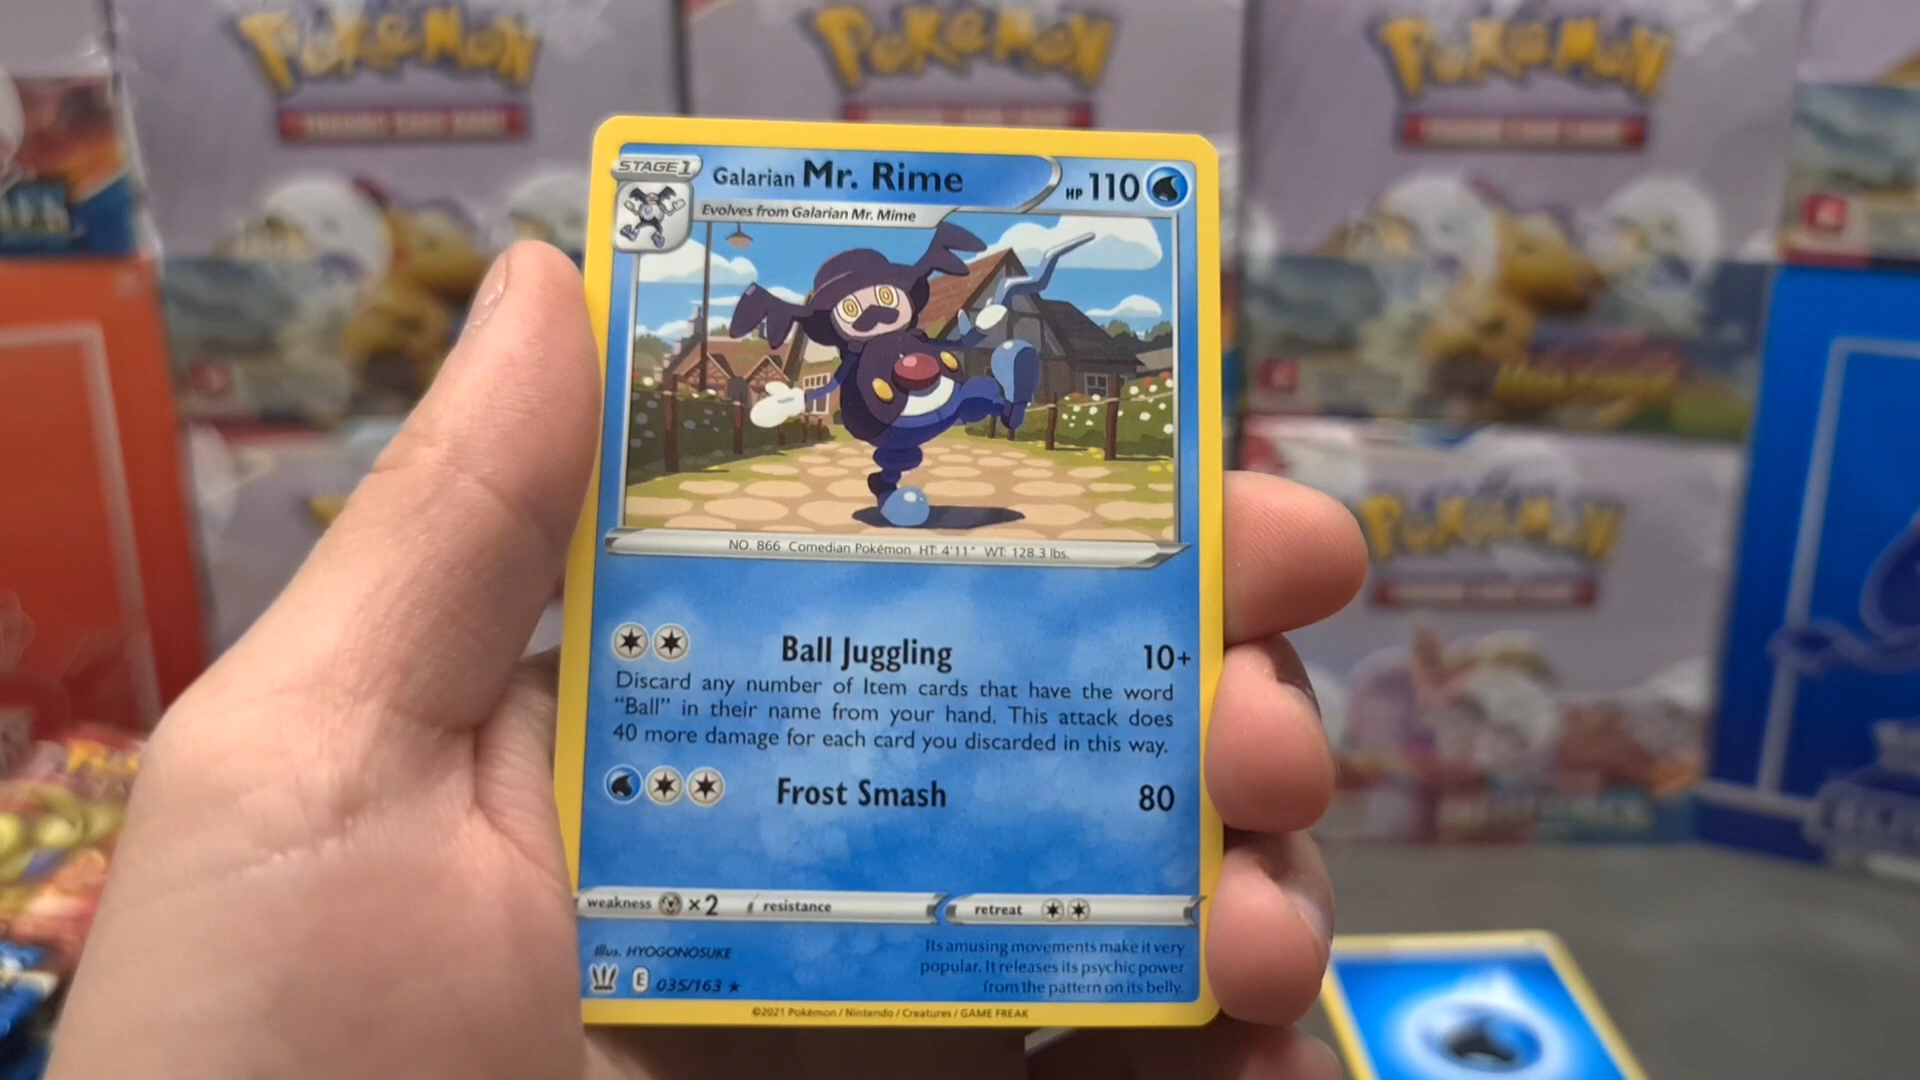 Pokémon
Pokémon
Pokémon
STAGE 1
Galarian Mr. Rime
HP 110
Evolves from Galarian Mr. Mime
NO. 866 Comedian Pokémon HT: 4'11" WT: 128.3 lbs.
Ball Juggling 10+
Discard any number of Item cards that have the word
“Ball” in their name from your hand. This attack does
40 more damage for each card you discarded in this way.
Frost Smash 80
weakness ×2 resistance retreat
Illus. HYOGONOSUKE
E 035/163 ★
Its amusing movements make it very
popular. It releases its psychic power
from the pattern on its belly.
©2021 Pokémon / Nintendo / Creatures / GAME FREAK
Pokémon